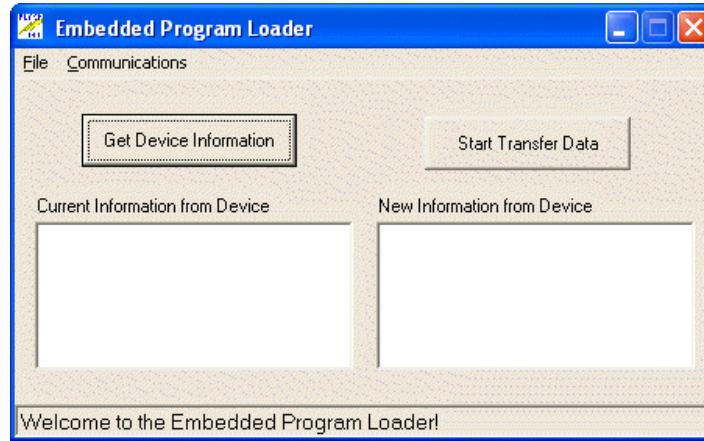 Embedded Program Loader
File Communications
Get Device Information Start Transfer Data
Current Information from Device New Information from Device
Welcome to the Embedded Program Loader!